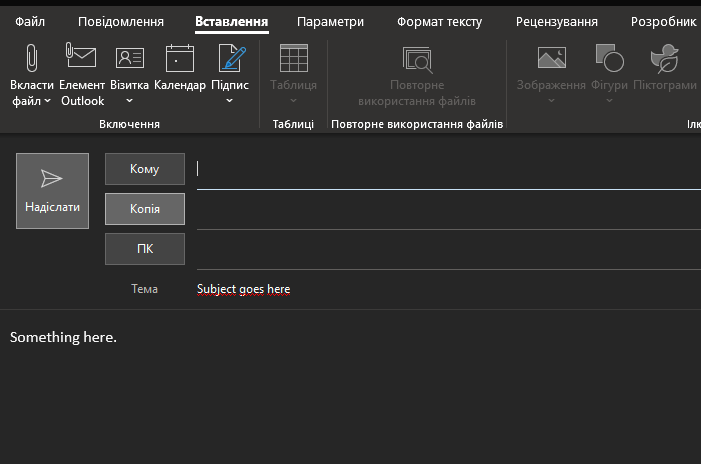 Файл Повідомлення Вставлення Параметри Формат тексту Рецензування Розробник
Вкласти файл
Елемент Outlook
Візитка
Календар
Підпис
Таблиця
Повторне використання файлів
Зображення
Фігури
Піктограми
Включення Таблиці Повторне використання файлів Ілк
Надіслати
Кому
Копія
ПК
Тема Subject goes here
Something here.